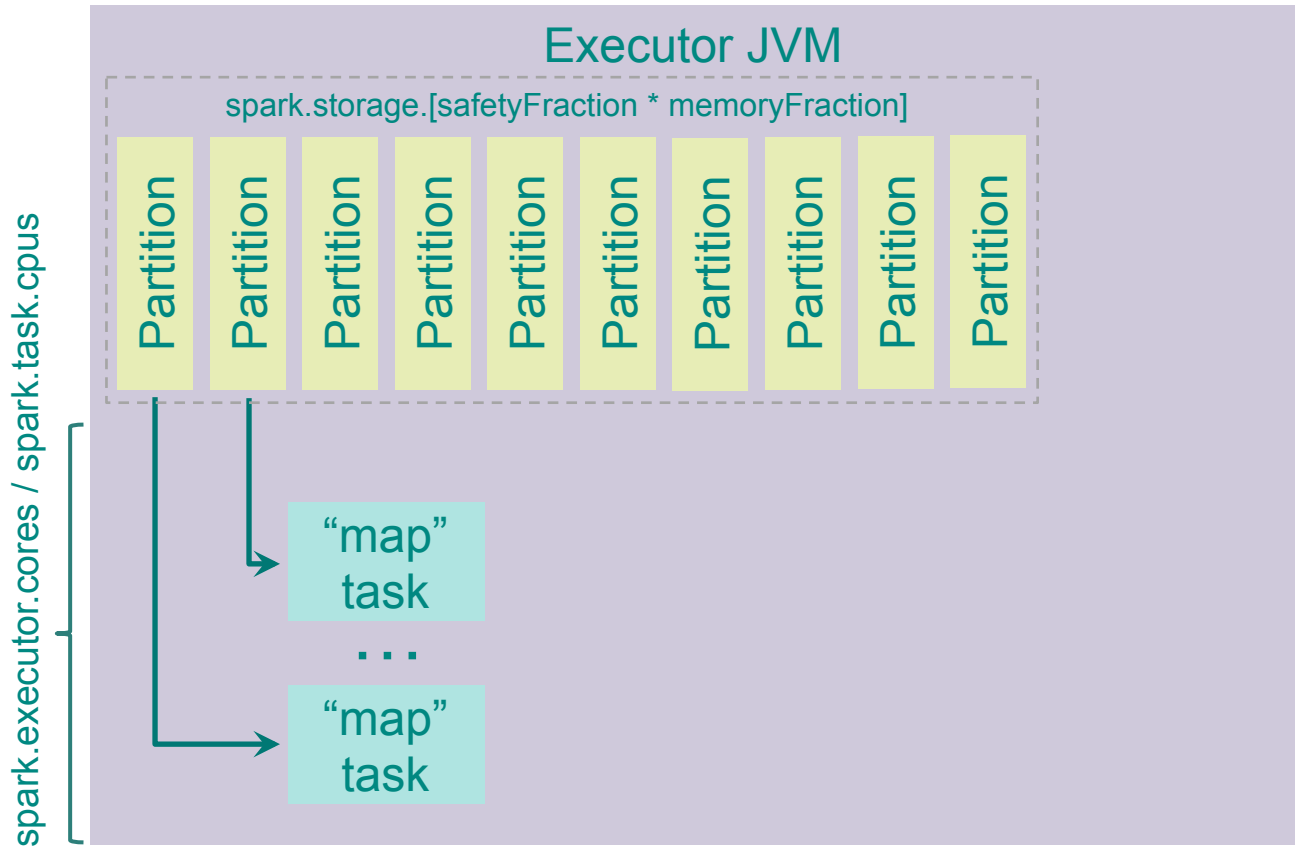 Executor JVM
spark.storage.[safetyFraction * memoryFraction]
Partition
Partition
Partition
Partition
Partition
Partition
Partition
Partition
Partition
Partition
spark.executor.cores / spark.task.cpus
“map”
task
...
“map”
task